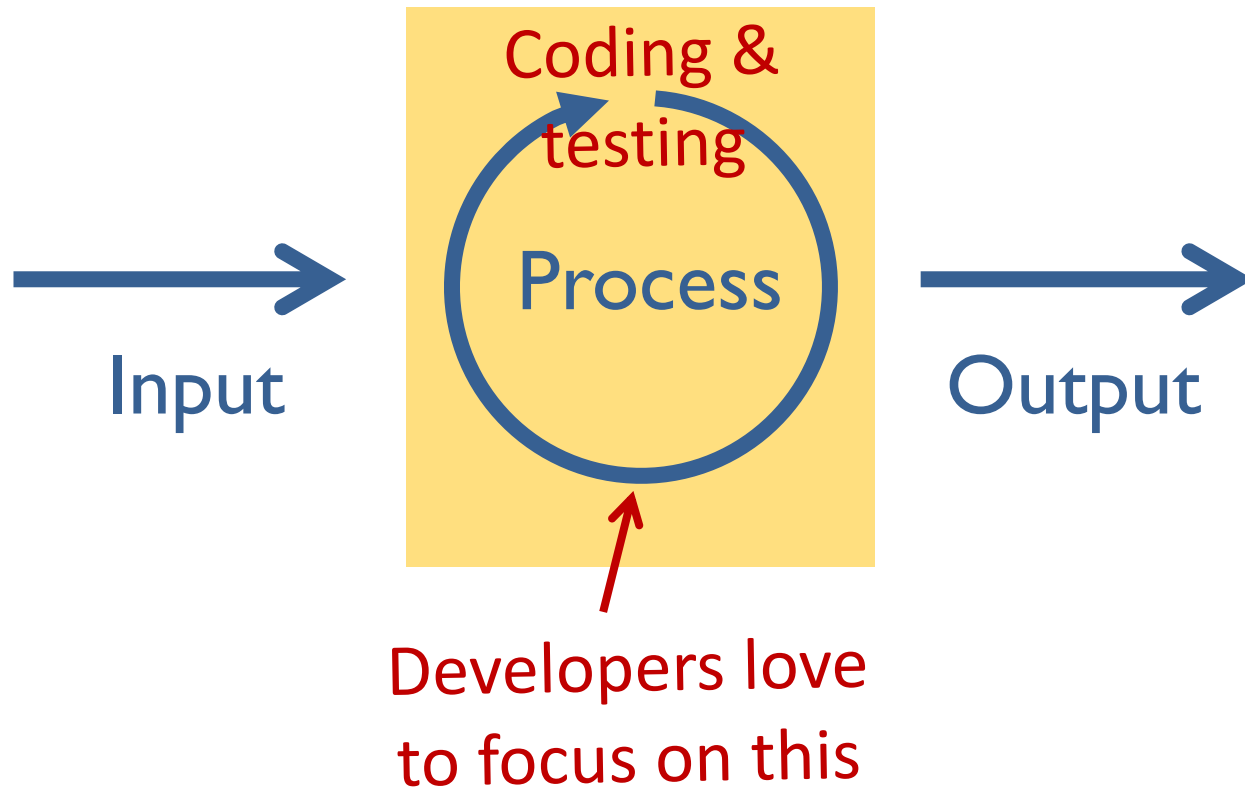 Coding &
testing
Process
Input
Output
Developers love
to focus on this